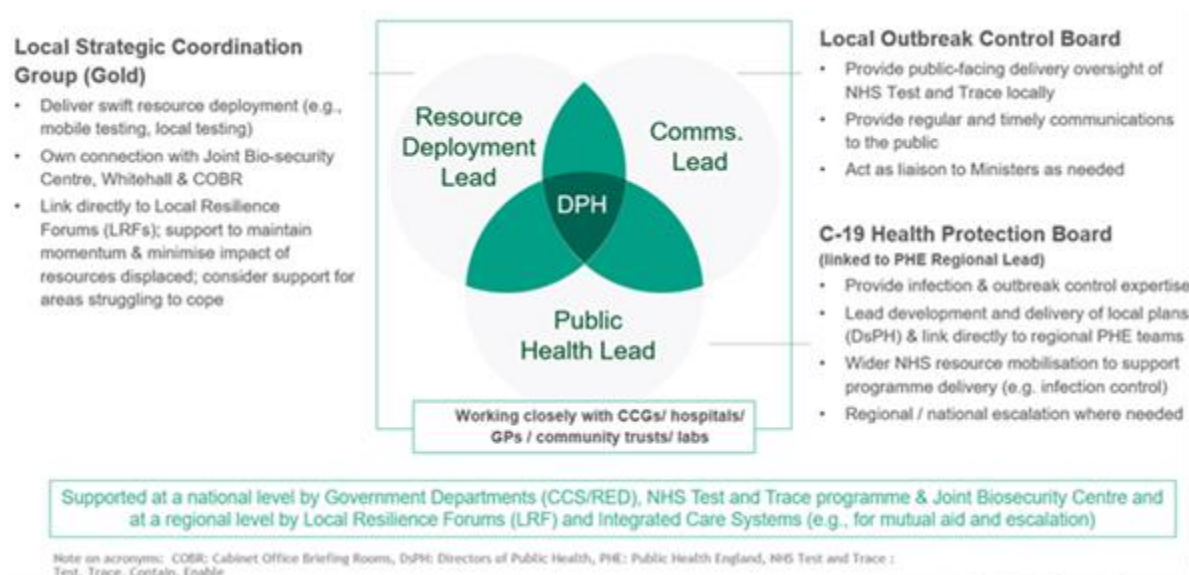 Local Strategic Coordination
Group (Gold)
• Deliver swift resource deployment (e.g.,
mobile testing, local testing)
• Own connection with Joint Bio-security
Centre, Whitehall & COBR
• Link directly to Local Resilience
Forums (LRFs); support to maintain
momentum & minimise impact of
resources displaced; consider support for
areas struggling to cope
Resource
Deployment
Lead
Comms.
Lead
DPH
Public
Health Lead
Working closely with CCGs/ hospitals/
GPs / community trusts/ labs
Local Outbreak Control Board
• Provide public-facing delivery oversight of
NHS Test and Trace locally
• Provide regular and timely communications
to the public
• Act as liaison to Ministers as needed
C-19 Health Protection Board
(linked to PHE Regional Lead)
• Provide infection & outbreak control expertise
• Lead development and delivery of local plans
(DsPH) & link directly to regional PHE teams
• Wider NHS resource mobilisation to support
programme delivery (e.g. infection control)
• Regional / national escalation where needed
Supported at a national level by Government Departments (CCS/RED), NHS Test and Trace programme & Joint Biosecurity Centre and
at a regional level by Local Resilience Forums (LRF) and Integrated Care Systems (e.g., for mutual aid and escalation)
Note on acronyms: COBR: Cabinet Office Briefing Rooms, DsPH: Directors of Public Health, PHE: Public Health England, NHS Test and Trace :
Test, Trace, Contain, Enable